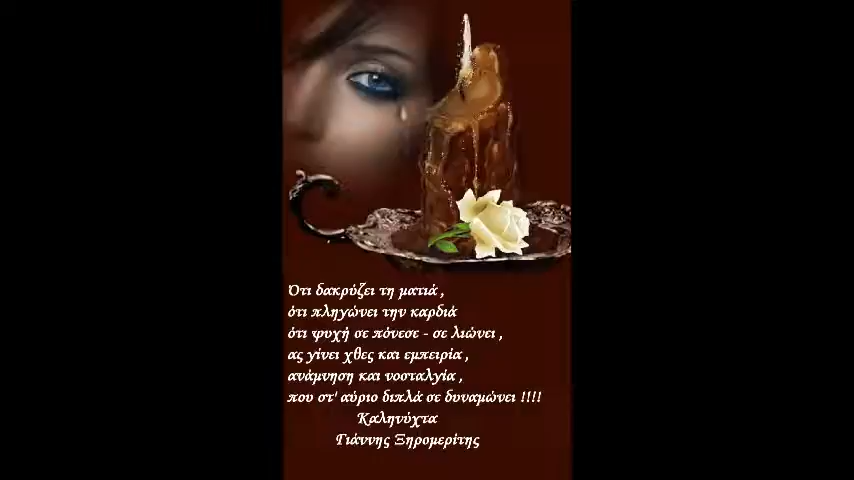 Ότι δακρύζει τη ματιά ,
ότι πληγώνει την καρδιά
ότι ψυχή σε πόνεσε - σε λιώνει ,
ας γίνει χθες και εμπειρία ,
ανάμνηση και νοσταλγία ,
που στ' αύριο διπλά σε δυναμώνει !!!!
Καληνύχτα
Γιάννης Ξηρομερίτης